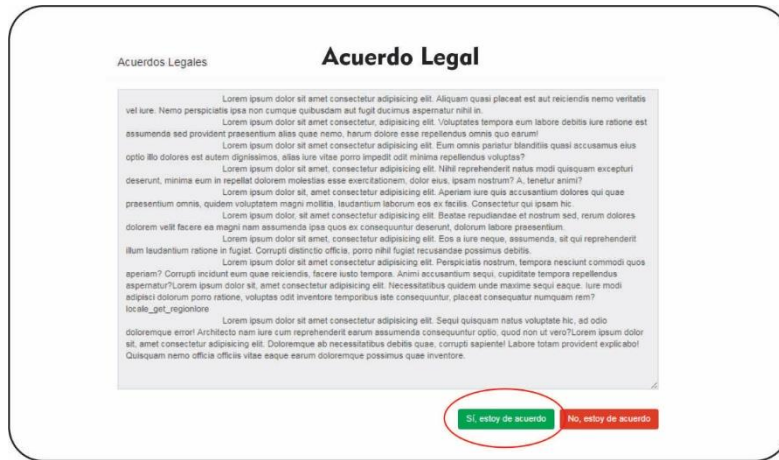 Acuerdos Legales
Acuerdo Legal
Lorem ipsum dolor sit amet consectetur adipisicing elit. Aliquam quasi placeat est aut reiciendis nemo veritatis
vel iure. Nemo perspiciatis ipsa non cumque quibusdam aut fugit ducimus aspernatur nihil in.
Lorem ipsum dolor sit amet consectetur, adipisicing elit. Voluptates tempora eum labore debitis iure ratione est
assumenda sed provident praesentium alias quae nemo, harum dolore esse repellendus omnis quo earum!
Lorem ipsum dolor sit amet consectetur adipisicing elit. Eum omnis pariatur blanditiis quasi accusamus eius
optio illo dolores est autem dignissimos, alias iure vitae porro impedit odit minima repellendus voluptas?
Lorem ipsum dolor sit amet, consectetur adipisicing elit. Nihil reprehenderit natus modi quisquam excepturi
deserunt, minima eum in repellat dolorem molestias esse exercitationem, dolor eius, ipsam nostrum? A, tenetur animi?
Lorem ipsum dolor sit, amet consectetur adipisicing elit. Aperiam iure quis accusantium dolores qui quae
praesentium omnis, quidem voluptatem magni mollitia, laudantium laborum eos ex facilis. Consectetur qui ipsam hic.
Lorem ipsum dolor, sit amet consectetur adipisicing elit. Beatae repudiandae et nostrum sed, rerum dolores
dolorem velit facere ea magni nam assumenda ipsa quos ex consequuntur deserunt, dolorum labore praesentium.
Lorem ipsum dolor sit amet, consectetur adipisicing elit. Eos a iure neque, assumenda, sit qui reprehenderit
illum laudantium ratione in fugiat. Corrupti distinctio officia, porro nihil fugiat recusandae possimus debitis.
Lorem ipsum dolor sit amet consectetur adipisicing elit. Perspiciatis nostrum, tempora nesciunt commodi quos
aperiam? Corrupti incidunt eum quae reiciendis, facere iusto tempora. Animi accusantium sequi, cupiditate tempora repellendus
aspernatur?Lorem ipsum dolor sit, amet consectetur adipisicing elit. Necessitatibus quidem unde maxime sequi eaque. Iure modi
adipisci dolorum porro ratione, voluptas odit inventore temporibus iste consequuntur, placeat consequatur numquam rem?
locale_get_regionlore
Lorem ipsum dolor sit amet consectetur adipisicing elit. Sequi quisquam natus voluptate hic, ad odio
doloremque error! Architecto nam iure cum reprehenderit earum assumenda consequuntur optio, quod non ut vero?Lorem ipsum dolor
sit, amet consectetur adipisicing elit. Doloremque ab necessitatibus debitis quae, corrupti sapiente! Labore totam provident explicabo!
Quisquam nemo officia officiis vitae eaque earum doloremque possimus quae inventore.
Sí, estoy de acuerdo No, estoy de acuerdo